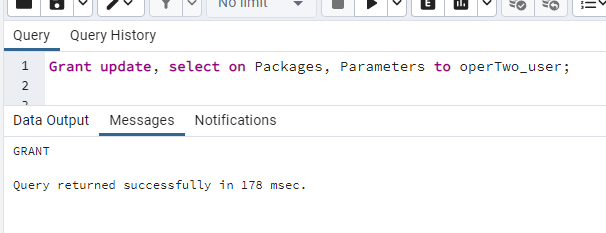 No limit
E
Query Query History
1 Grant update, select on Packages, Parameters to operTwo_user;
2
Data Output Messages Notifications
GRANT
Query returned successfully in 178 msec.